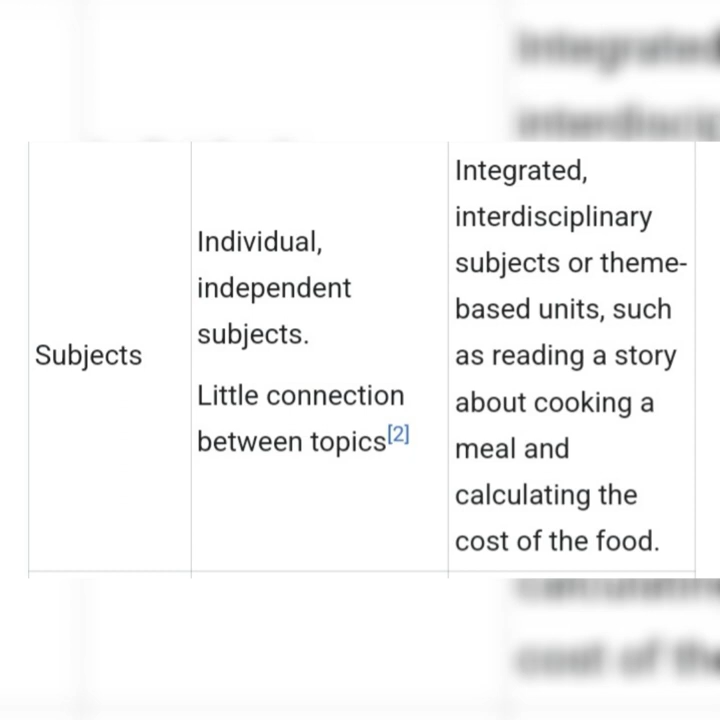 Subjects
Individual,
independent
subjects.
Little connection
between topics[2]
Integrated,
interdisciplinary
subjects or theme-
based units, such
as reading a story
about cooking a
meal and
calculating the
cost of the food.